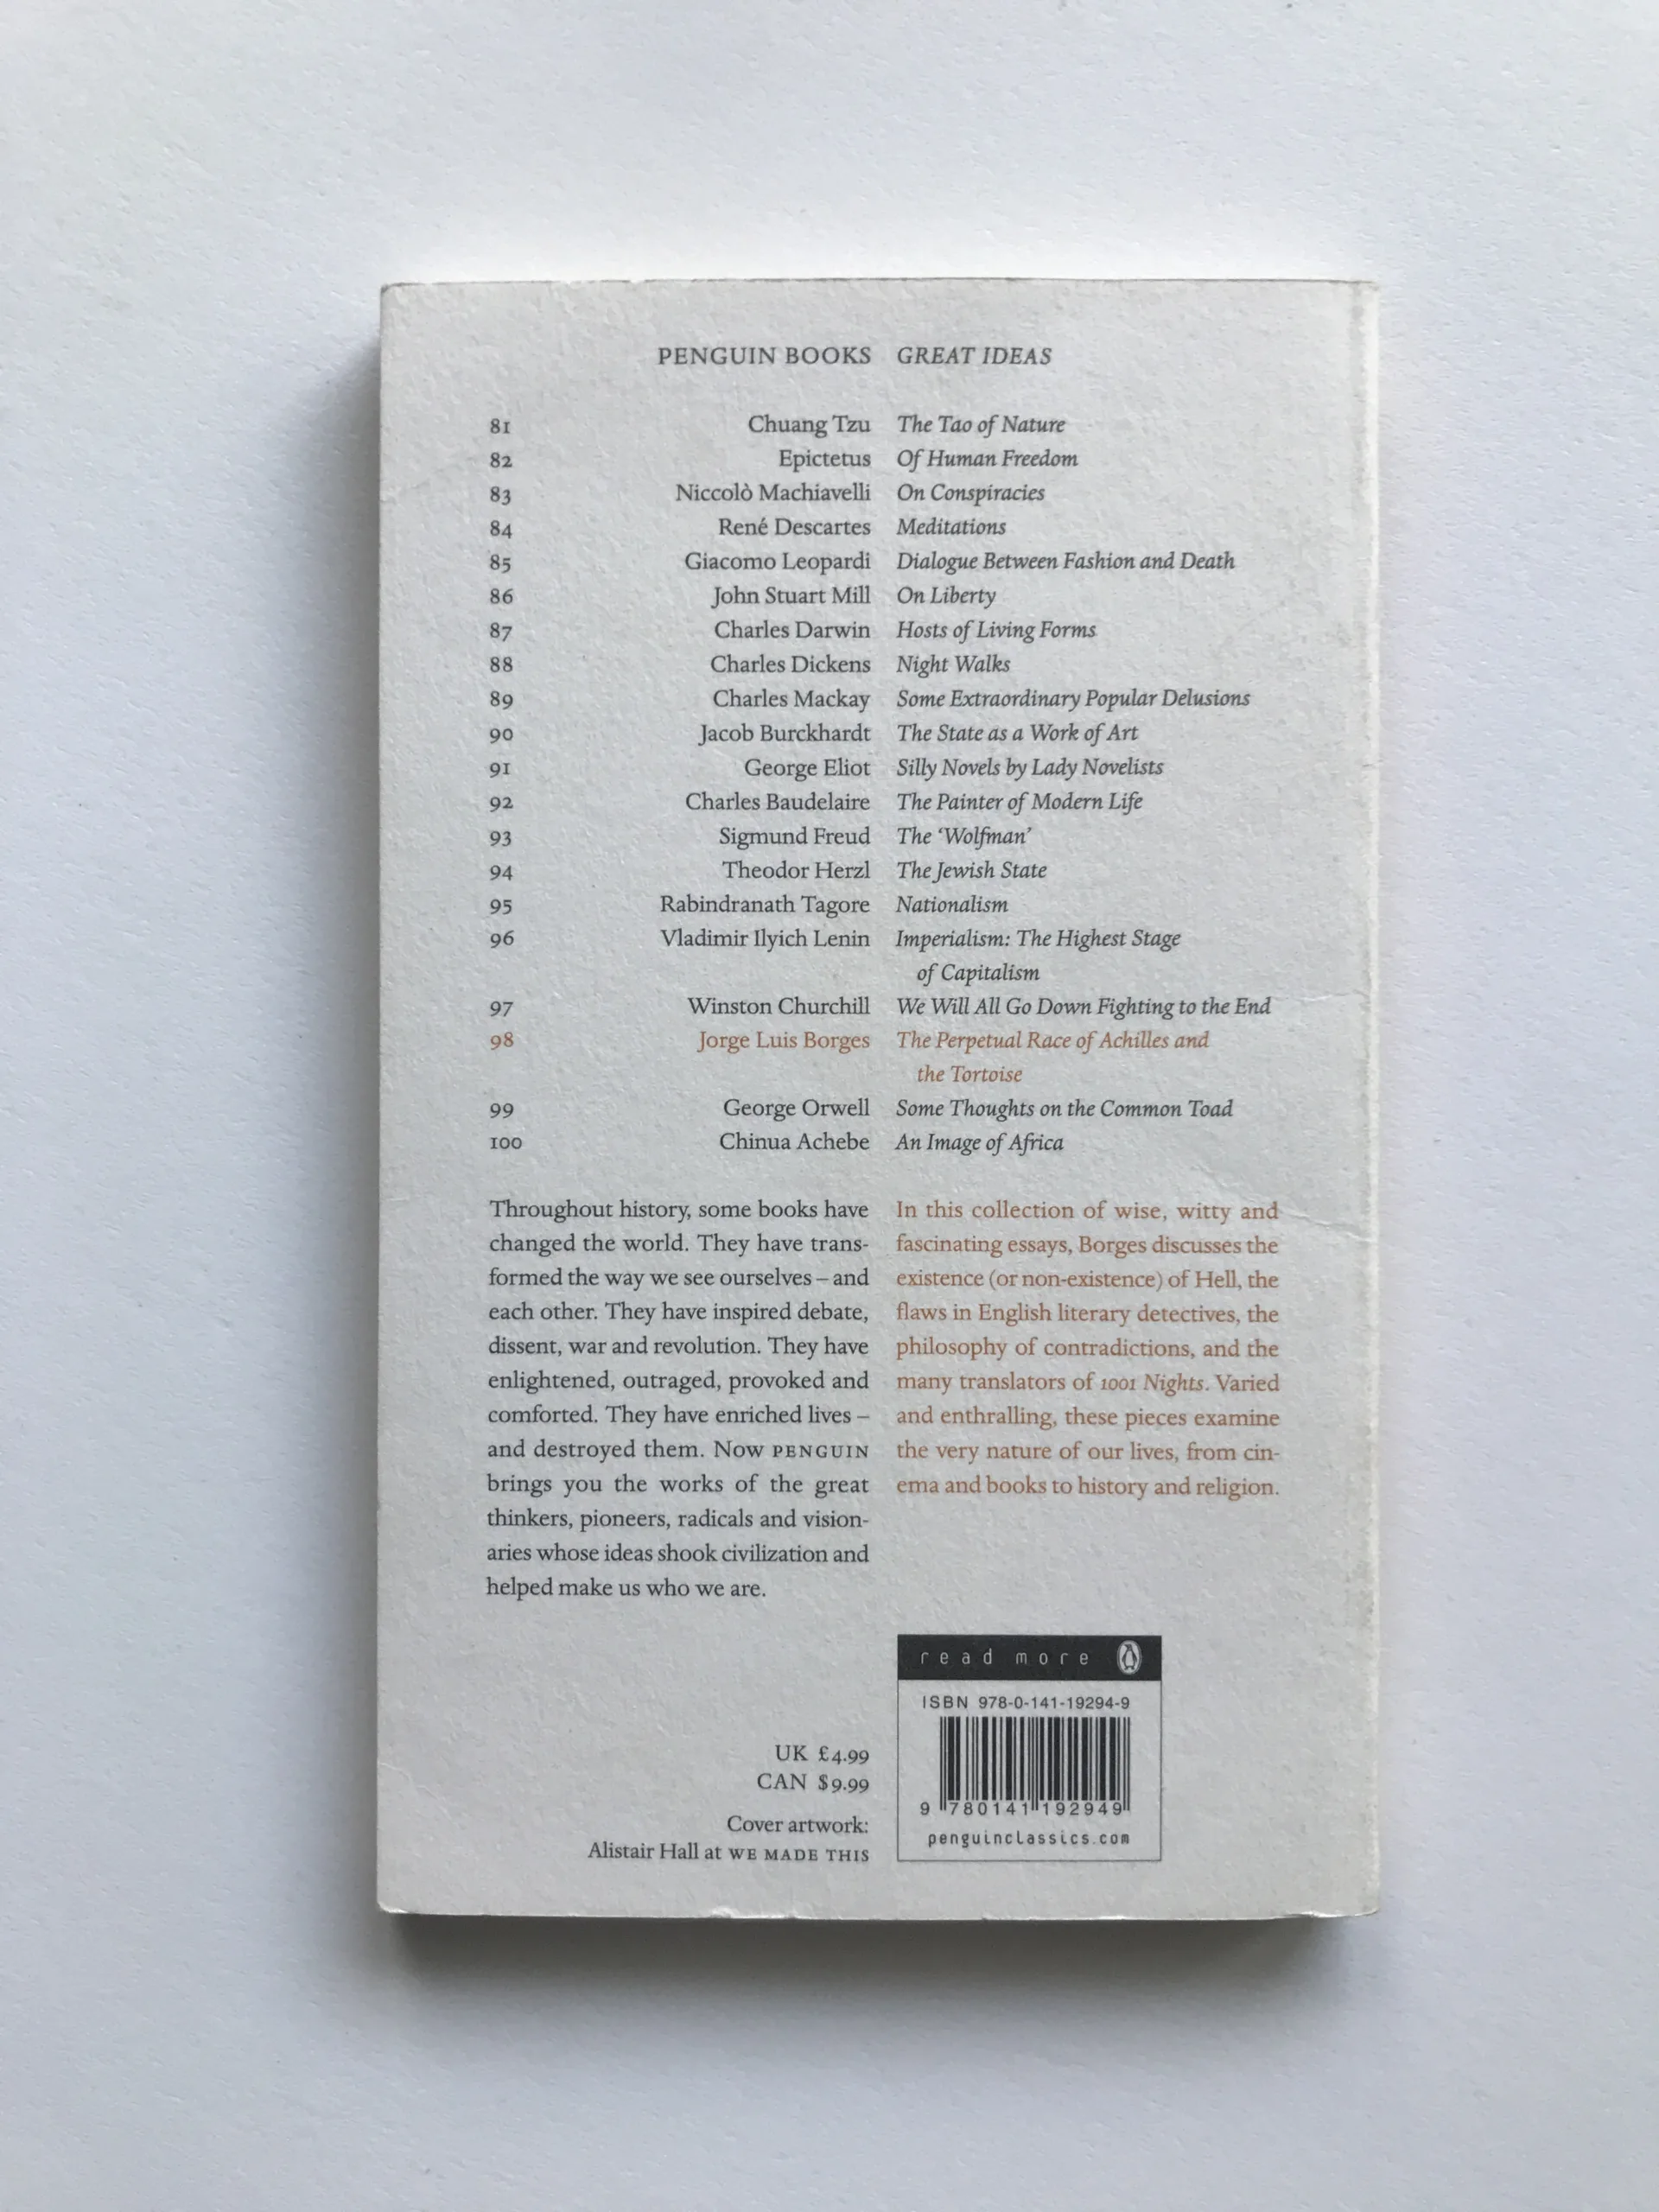 PENGUIN BOOKS GREAT IDEAS
81 Chuang Tzu The Tao of Nature
82 Epictetus Of Human Freedom
83 Niccolò Machiavelli On Conspiracies
84 René Descartes Meditations
85 Giacomo Leopardi Dialogue Between Fashion and Death
86 John Stuart Mill On Liberty
87 Charles Darwin Hosts of Living Forms
88 Charles Dickens Night Walks
89 Charles Mackay Some Extraordinary Popular Delusions
90 Jacob Burckhardt The State as a Work of Art
91 George Eliot Silly Novels by Lady Novelists
92 Charles Baudelaire The Painter of Modern Life
93 Sigmund Freud The ‘Wolfman’
94 Theodor Herzl The Jewish State
95 Rabindranath Tagore Nationalism
96 Vladimir Ilyich Lenin Imperialism: The Highest Stage
of Capitalism
97 Winston Churchill We Will All Go Down Fighting to the End
98 Jorge Luis Borges The Perpetual Race of Achilles and
the Tortoise
99 George Orwell Some Thoughts on the Common Toad
100 Chinua Achebe An Image of Africa
Throughout history, some books have
changed the world. They have trans-
formed the way we see ourselves – and
each other. They have inspired debate,
dissent, war and revolution. They have
enlightened, outraged, provoked and
comforted. They have enriched lives –
and destroyed them. Now PENGUIN
brings you the works of the great
thinkers, pioneers, radicals and vision-
aries whose ideas shook civilization and
helped make us who we are.
In this collection of wise, witty and
fascinating essays, Borges discusses the
existence (or non-existence) of Hell, the
flaws in English literary detectives, the
philosophy of contradictions, and the
many translators of 1001 Nights. Varied
and enthralling, these pieces examine
the very nature of our lives, from cin-
ema and books to history and religion.
UK £4.99
CAN $9.99
Cover artwork:
Alistair Hall at WE MADE THIS
read more
ISBN 978-0-141-19294-9
9 780141 192949
penguinclassics.com